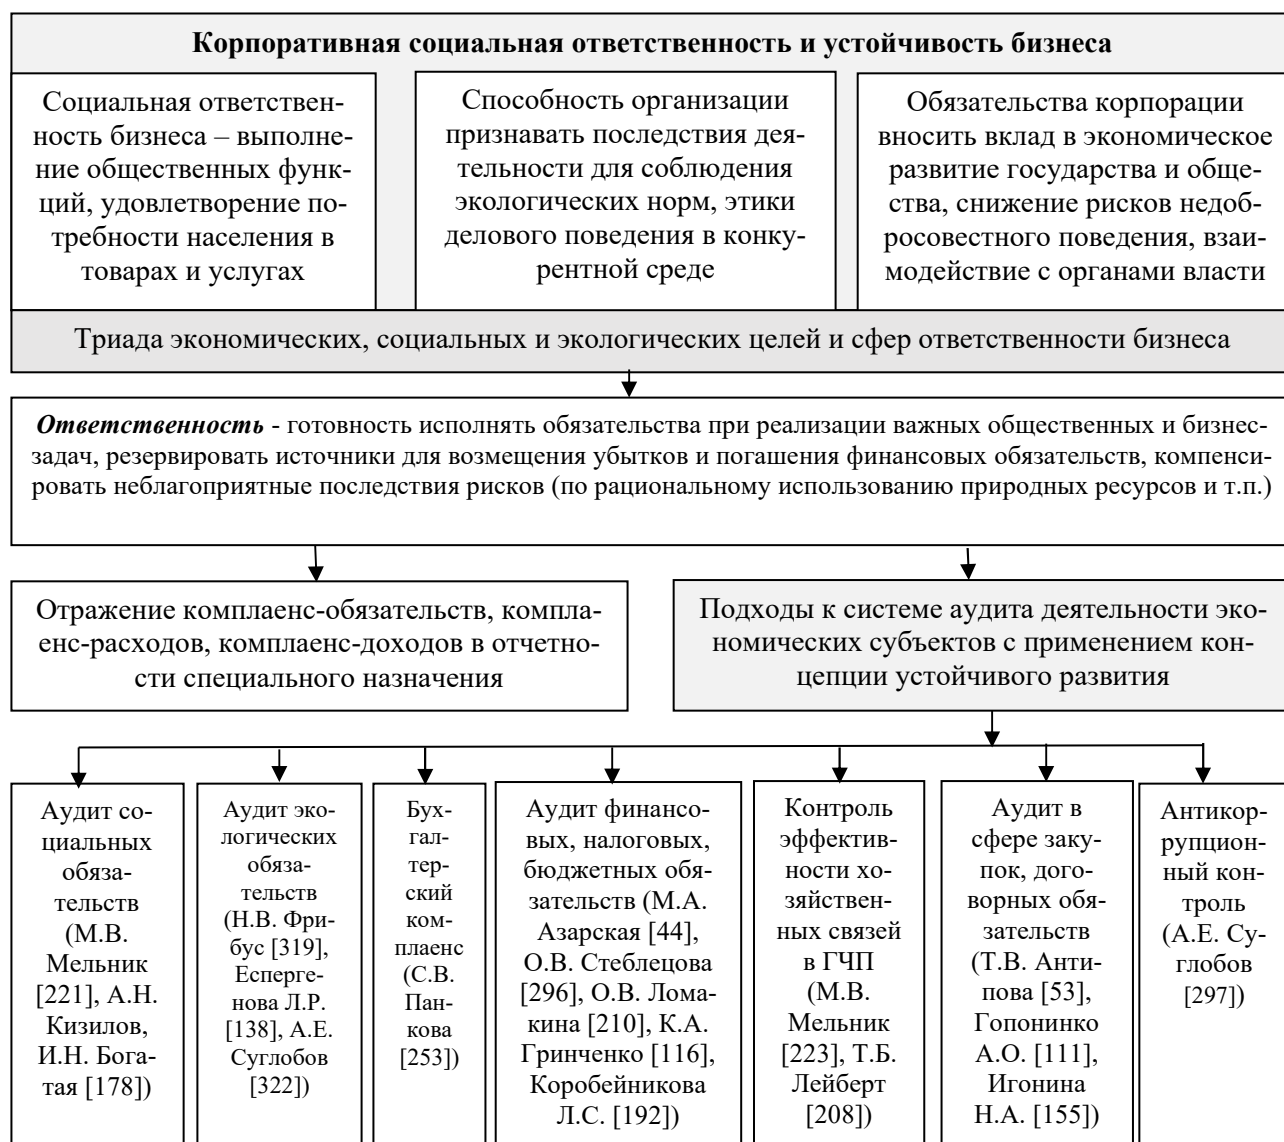 Корпоративная социальная ответственность и устойчивость бизнеса
Социальная ответствен-
ность бизнеса – выполне-
ние общественных функ-
ций, удовлетворение по-
требности населения в
товарах и услугах
Способность организации
признавать последствия дея-
тельности для соблюдения
экологических норм, этики
делового поведения в конку-
рентной среде
Обязательства корпорации
вносить вклад в экономическое
развитие государства и обще-
ства, снижение рисков недоб-
росовестного поведения, взаи-
модействие с органами власти
Триада экономических, социальных и экологических целей и сфер ответственности бизнеса
Ответственность - готовность исполнять обязательства при реализации важных общественных и бизнес-
задач, резервировать источники для возмещения убытков и погашения финансовых обязательств, компенси-
ровать неблагоприятные последствия рисков (по рациональному использованию природных ресурсов и т.п.)
Отражение комплаенс-обязательств, компла-
енс-расходов, комплаенс-доходов в отчетно-
сти специального назначения
Подходы к системе аудита деятельности эко-
номических субъектов с применением кон-
цепции устойчивого развития
Аудит со-
циальных
обяза-
тельств
(М.В.
Мельник
[221], А.Н.
Кизилов,
И.Н. Бога-
тая [178])
Аудит эко-
логических
обяза-
тельств
(Н.В. Фри-
бус [319],
Еспергe-
нова Л.Р.
[138], А.Е.
Суглобов
[322])
Бух-
гал-
тер-
ский
ком-
плаенс
(С.В.
Пан-
кова
[253])
Аудит финансо-
вых, налоговых,
бюджетных обя-
зательств (М.А.
Азарская [44],
О.В. Стеблецова
[296], О.В. Лома-
кина [210], К.А.
Гринченко [116],
Коробейникова
Л.С. [192])
Контроль
эффектив-
ности хо-
зяйствен-
ных связей
в ГЧП
(М.В.
Мельник
[223], Т.Б.
Лейберт
[208])
Аудит в
сфере заку-
пок, дого-
ворных обя-
зательств
(Т.В. Анти-
пова [53],
Гопонинко
А.О. [111],
Игонина
Н.А. [155])
Антикор-
рупцион-
ный кон-
троль
(А.Е. Су-
глобов
[297])